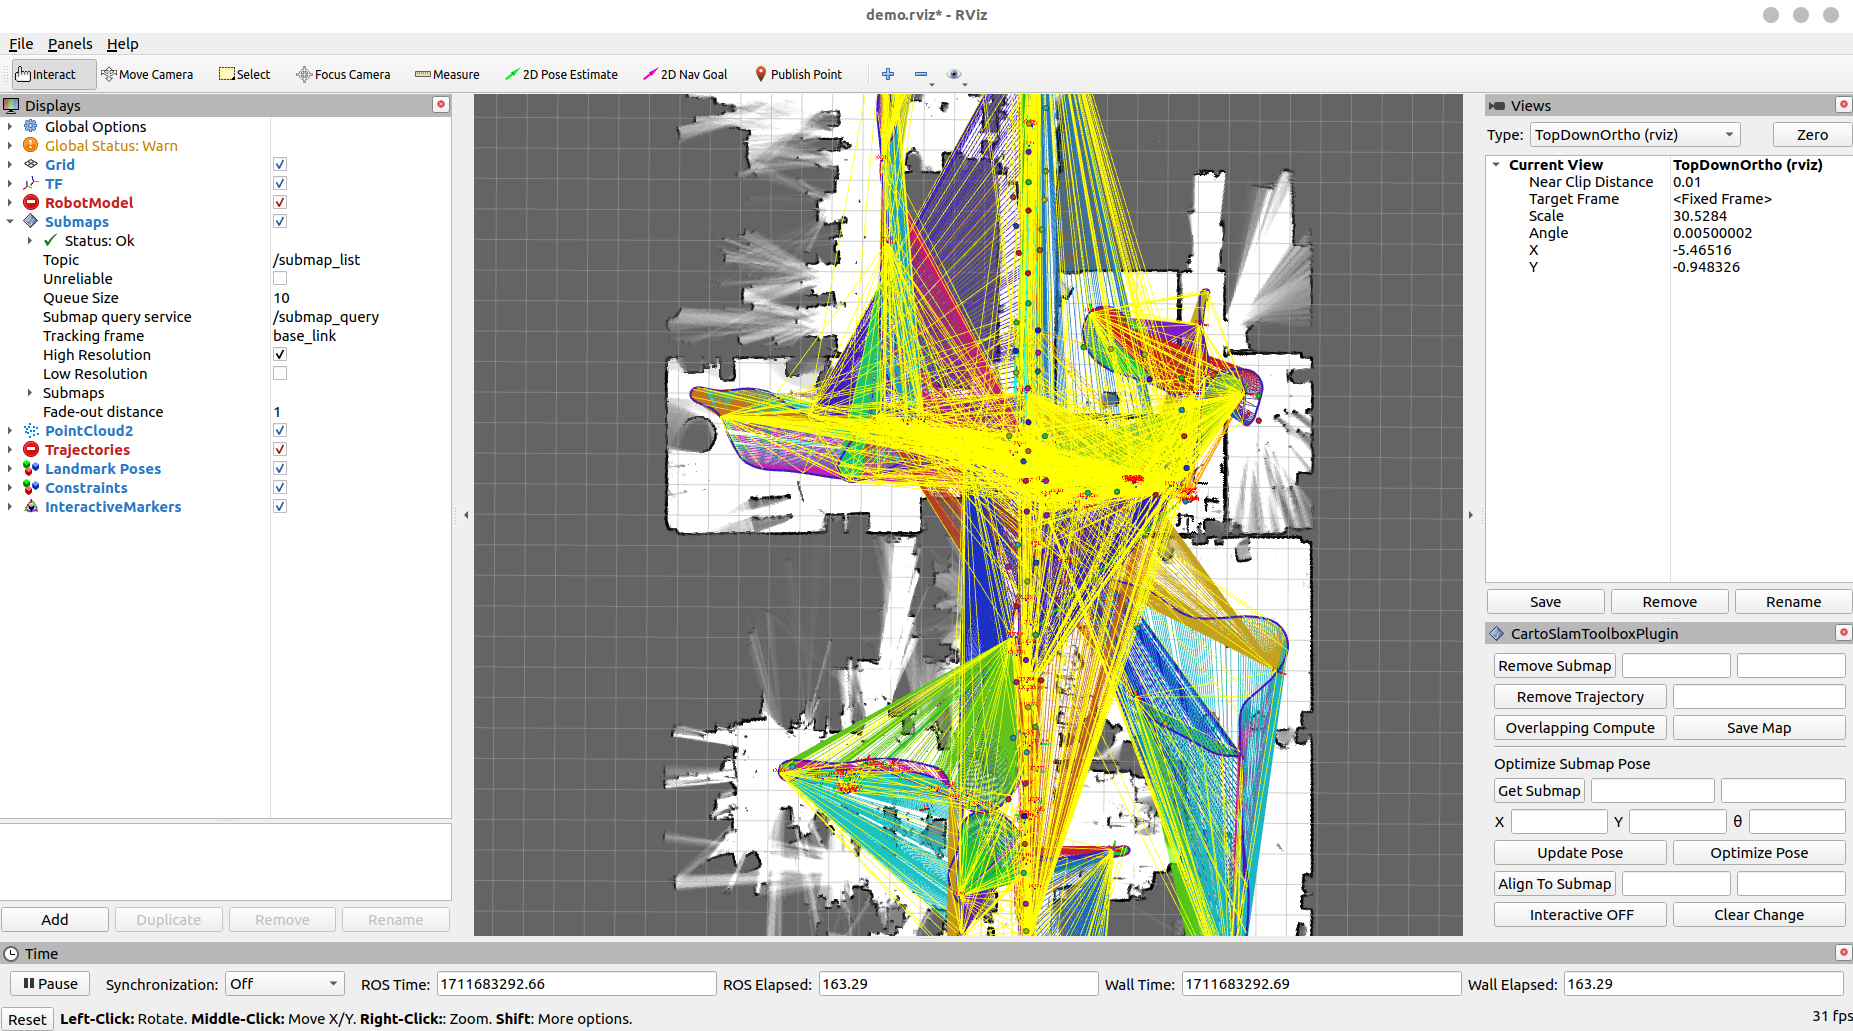 demo.rviz* - RViz
File Panels Help
Interact Move Camera Select Focus Camera Measure 2D Pose Estimate 2D Nav Goal Publish Point
Displays
Global Options
Global Status: Warn
Grid
TF
RobotModel
Submaps
Status: Ok
Topic /submap_list
Unreliable
Queue Size 10
Submap query service /submap_query
Tracking frame base_link
High Resolution
Low Resolution
Submaps
Fade-out distance 1
PointCloud2
Trajectories
Landmark Poses
Constraints
InteractiveMarkers
Add Duplicate Remove Rename
Views
Type: TopDownOrtho (rviz) Zero
Current View TopDownOrtho (rviz)
Near Clip Distance 0.01
Target Frame <Fixed Frame>
Scale 30.5284
Angle 0.00500002
X -5.46516
Y -0.948326
Save Remove Rename
CartoSlamToolboxPlugin
Remove Submap
Remove Trajectory
Overlapping Compute Save Map
Optimize Submap Pose
Get Submap
X Y θ
Update Pose Optimize Pose
Align To Submap
Interactive OFF Clear Change
Time
Pause Synchronization: Off ROS Time: 1711683292.66 ROS Elapsed: 163.29 Wall Time: 1711683292.69 Wall Elapsed: 163.29
Reset Left-Click: Rotate. Middle-Click: Move X/Y. Right-Click:: Zoom. Shift: More options. 31 fps